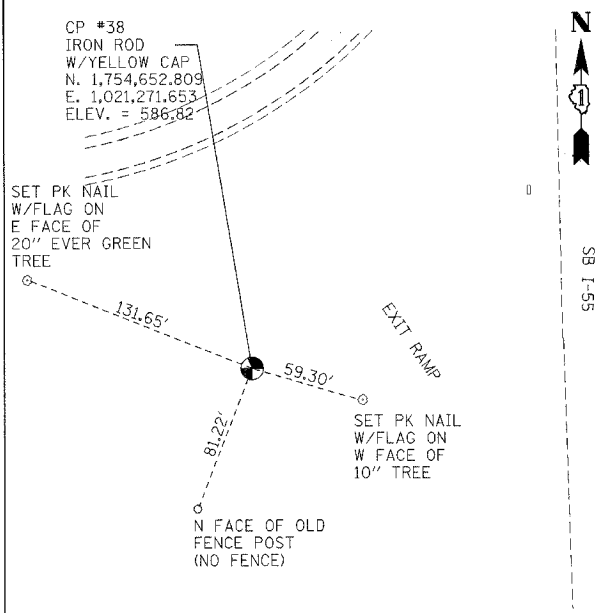 CP #38
IRON ROD
W/YELLOW CAP
N. 1,754,652.809
E. 1,021,271.653
ELEV. = 586.82
N
1
SET PK NAIL
W/FLAG ON
E FACE OF
20" EVER GREEN
TREE
SB I-55
131.65'
EXIT RAMP
59.30'
81.22'
SET PK NAIL
W/FLAG ON
W FACE OF
10" TREE
N FACE OF OLD
FENCE POST
(NO FENCE)